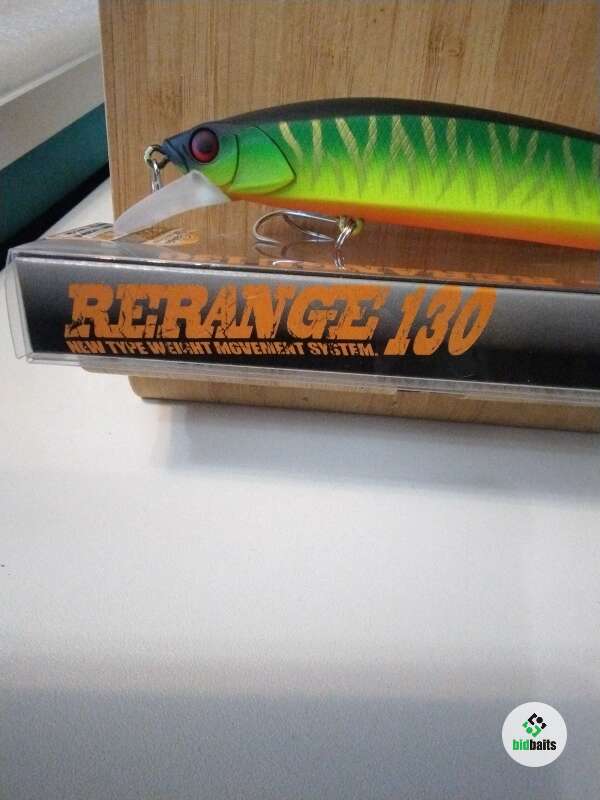 RERANGE 130
NEW TYPE WEIGHT MOVEMENT SYSTEM.
bidbaits